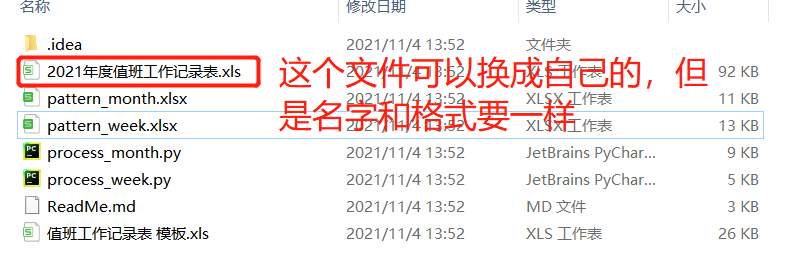 名称 修改日期 类型 大小
.idea 2021/11/4 13:52 文件夹
2021年度值班工作记录表.xls 2021/11/4 13:52 XLS 工作表 92 KB
这个文件可以换成自己的，但
是名字和格式要一样
pattern_month.xlsx 2021/11/4 13:52 XLSX 工作表 11 KB
pattern_week.xlsx 2021/11/4 13:52 XLSX 工作表 13 KB
process_month.py 2021/11/4 13:52 JetBrains PyChar... 9 KB
process_week.py 2021/11/4 13:52 JetBrains PyChar... 5 KB
ReadMe.md 2021/11/4 13:52 MD 文件 3 KB
值班工作记录表 模板.xls 2021/11/4 13:52 XLS 工作表 26 KB